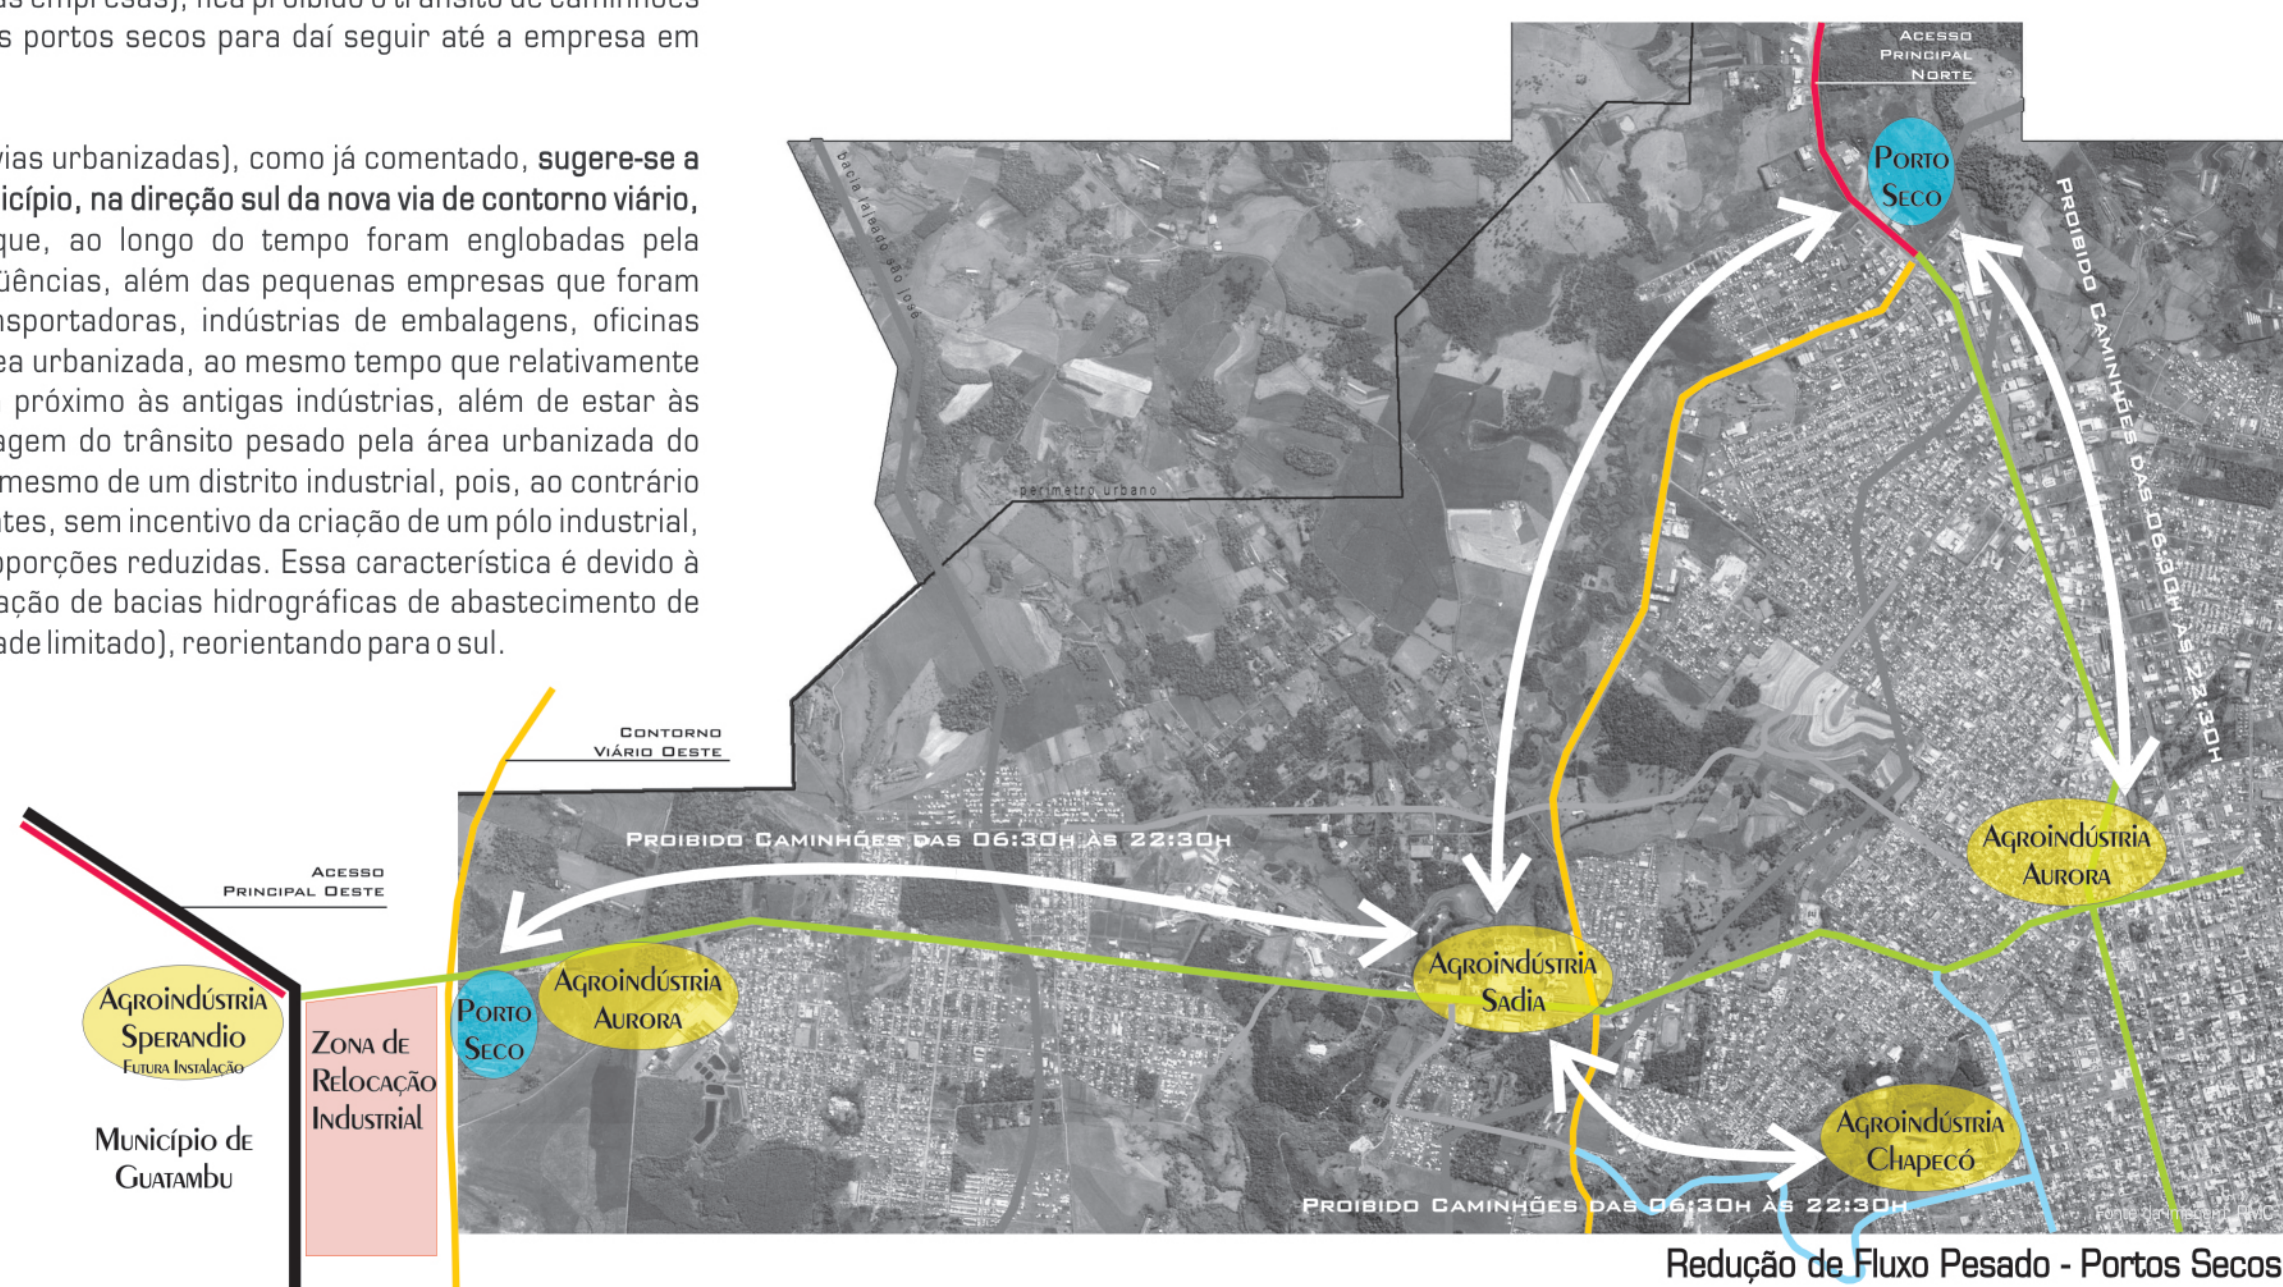 s portos secos para daí seguir até a empresa em
vias urbanizadas), como já comentado, sugere-se a
icípio, na direção sul da nova via de contorno viário,
que, ao longo do tempo foram englobadas pela
üências, além das pequenas empresas que foram
nsportadoras, indústrias de embalagens, oficinas
ea urbanizada, ao mesmo tempo que relativamente
próximo às antigas indústrias, além de estar às
agem do trânsito pesado pela área urbanizada do
mesmo de um distrito industrial, pois, ao contrário
ntes, sem incentivo da criação de um pólo industrial,
oporções reduzidas. Essa característica é devido à
ação de bacias hidrográficas de abastecimento de
ade limitado), reorientando para o sul.
Acesso
Principal
Norte
Porto
Seco
bacia lajeado são josé
Proibido Caminhões das 06:30h às 22:30h
perímetro urbano
Contorno
Viário Oeste
Proibido Caminhões das 06:30h às 22:30h
Acesso
Principal Oeste
Agroindústria
Aurora
Agroindústria
Sperandio
Futura Instalação
Zona de
Relocação
Industrial
Porto
Seco
Agroindústria
Aurora
Agroindústria
Sadia
Município de
Guatambu
Agroindústria
Chapecó
Proibido Caminhões das 06:30h às 22:30h
Fonte da imagem: PMC
Redução de Fluxo Pesado - Portos Secos